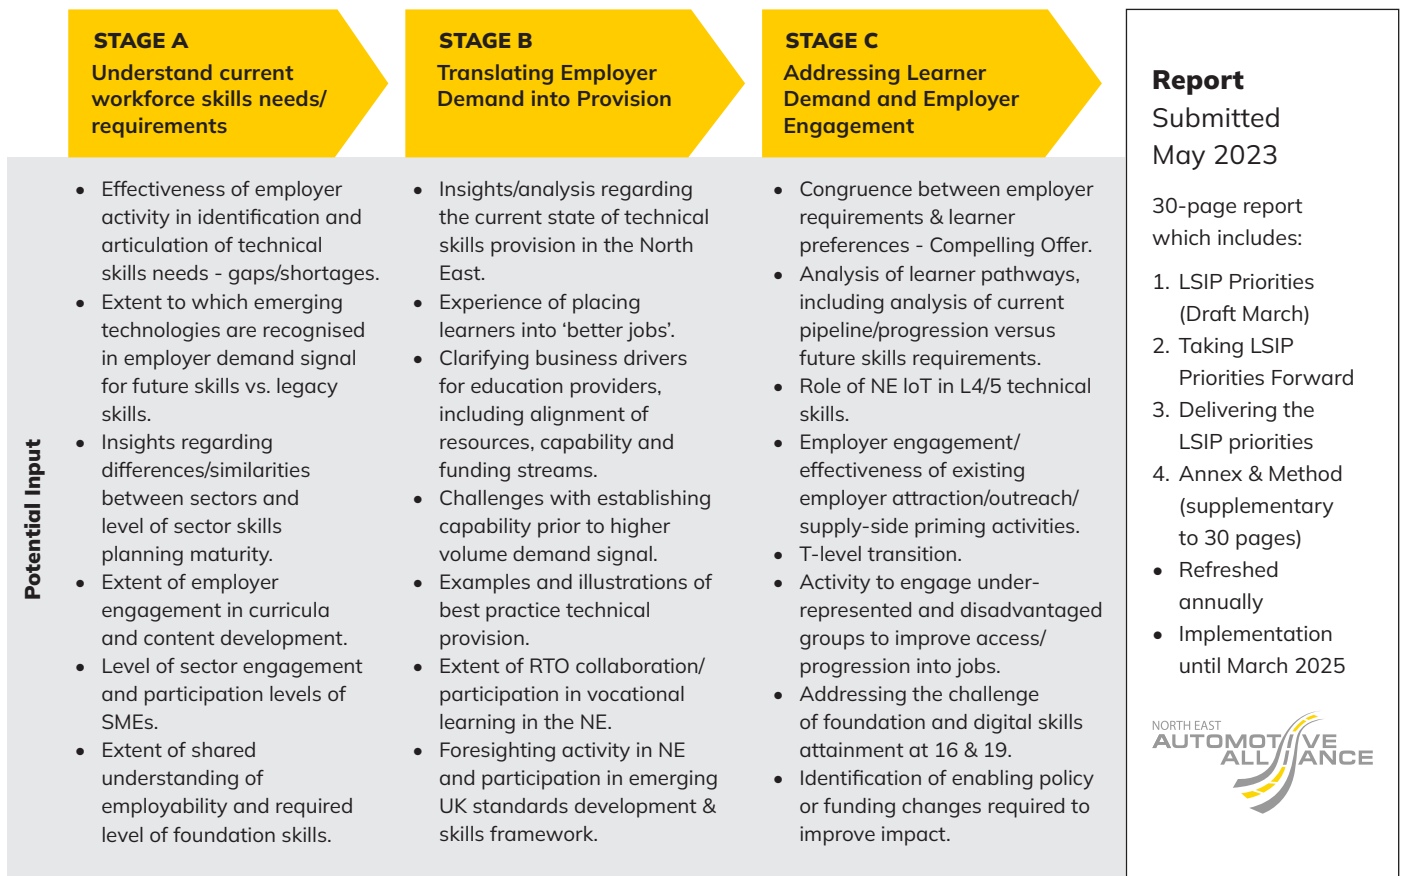 STAGE A
Understand current
workforce skills needs/
requirements
STAGE B
Translating Employer
Demand into Provision
STAGE C
Addressing Learner
Demand and Employer
Engagement
Potential Input
• Effectiveness of employer
activity in identification and
articulation of technical
skills needs - gaps/shortages.
• Extent to which emerging
technologies are recognised
in employer demand signal
for future skills vs. legacy
skills.
• Insights regarding
differences/similarities
between sectors and
level of sector skills
planning maturity.
• Extent of employer
engagement in curricula
and content development.
• Level of sector engagement
and participation levels of
SMEs.
• Extent of shared
understanding of
employability and required
level of foundation skills.
• Insights/analysis regarding
the current state of technical
skills provision in the North
East.
• Experience of placing
learners into ‘better jobs’.
• Clarifying business drivers
for education providers,
including alignment of
resources, capability and
funding streams.
• Challenges with establishing
capability prior to higher
volume demand signal.
• Examples and illustrations of
best practice technical
provision.
• Extent of RTO collaboration/
participation in vocational
learning in the NE.
• Foresighting activity in NE
and participation in emerging
UK standards development &
skills framework.
• Congruence between employer
requirements & learner
preferences - Compelling Offer.
• Analysis of learner pathways,
including analysis of current
pipeline/progression versus
future skills requirements.
• Role of NE IoT in L4/5 technical
skills.
• Employer engagement/
effectiveness of existing
employer attraction/outreach/
supply-side priming activities.
• T-level transition.
• Activity to engage under-
represented and disadvantaged
groups to improve access/
progression into jobs.
• Addressing the challenge
of foundation and digital skills
attainment at 16 & 19.
• Identification of enabling policy
or funding changes required to
improve impact.
Report
Submitted
May 2023
30-page report
which includes:
1. LSIP Priorities
(Draft March)
2. Taking LSIP
Priorities Forward
3. Delivering the
LSIP priorities
4. Annex & Method
(supplementary
to 30 pages)
• Refreshed
annually
• Implementation
until March 2025
NORTH EAST
AUTOMOTIVE
ALLIANCE